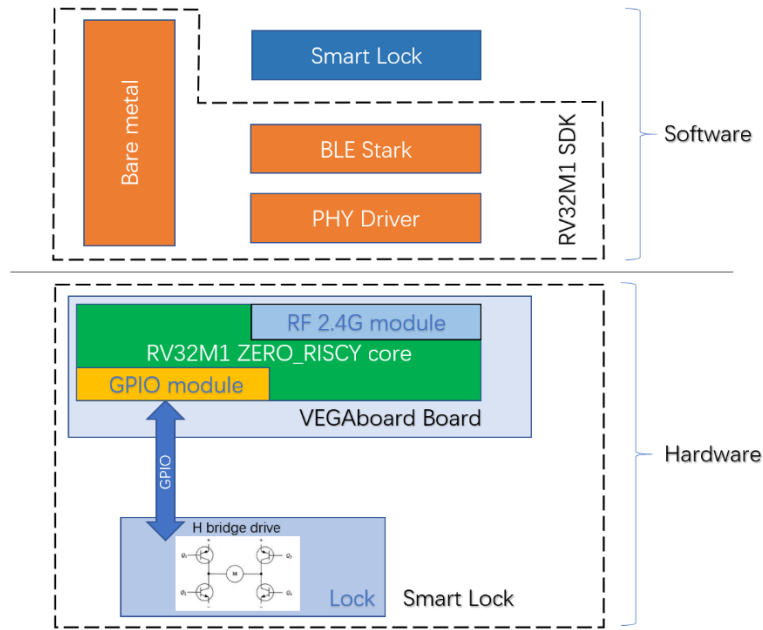 Smart Lock
Bare metal
BLE Stark
PHY Driver
RV32M1 SDK
Software
RF 2.4G module
RV32M1 ZERO_RISCY core
GPIO module
VEGAboard Board
GPIO
Hardware
H bridge drive
M
Lock
Smart Lock